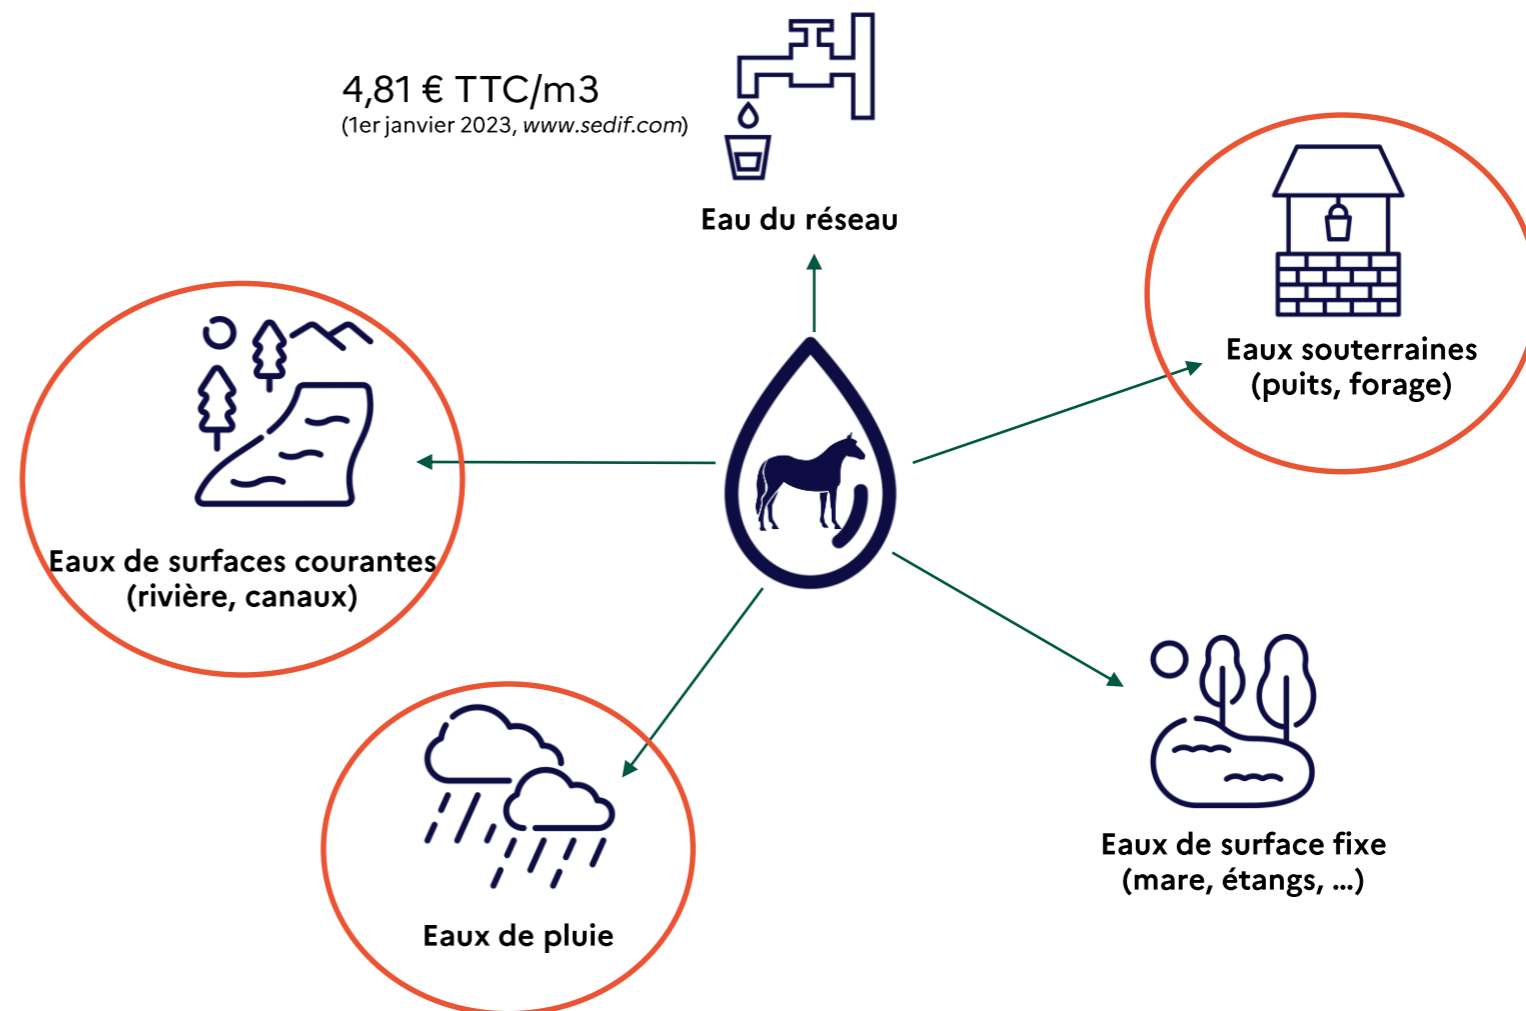 4,81 € TTC/m3
(1er janvier 2023, www.sedif.com)
Eau du réseau
Eaux souterraines
(puits, forage)
Eaux de surfaces courantes
(rivière, canaux)
Eaux de surface fixe
(mare, étangs, ...)
Eaux de pluie